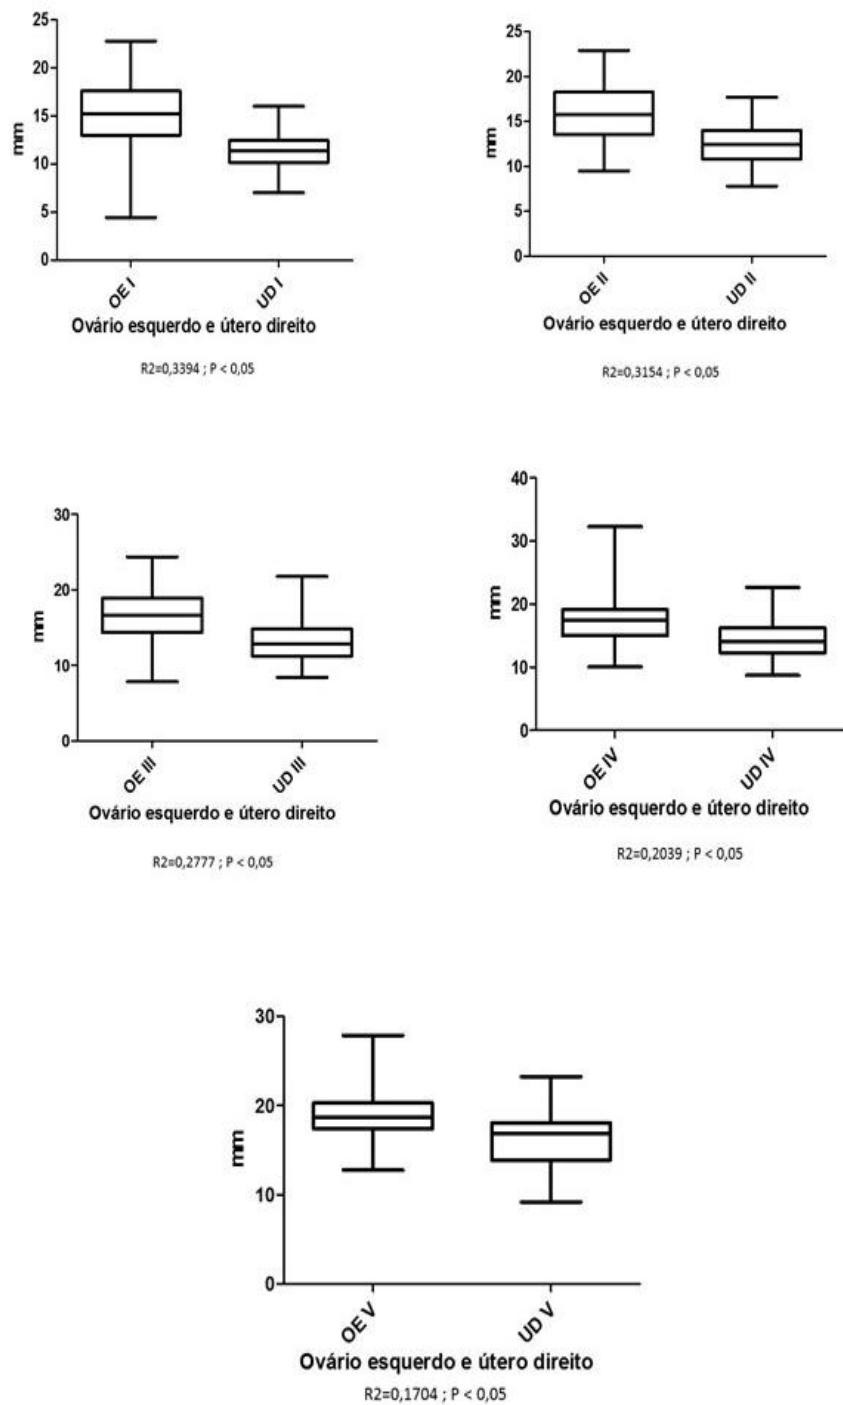 25
20
15
10
5
0
mm
OE I
UD I
Ovário esquerdo e útero direito
R2=0,3394 ; P < 0,05
25
20
15
10
5
0
mm
OE II
UD II
Ovário esquerdo e útero direito
R2=0,3154 ; P < 0,05
30
20
10
0
mm
OE III
UD III
Ovário esquerdo e útero direito
R2=0,2777 ; P < 0,05
40
30
20
10
0
mm
OE IV
UD IV
Ovário esquerdo e útero direito
R2=0,2039 ; P < 0,05
30
20
10
0
mm
OE V
UD V
Ovário esquerdo e útero direito
R2=0,1704 ; P < 0,05